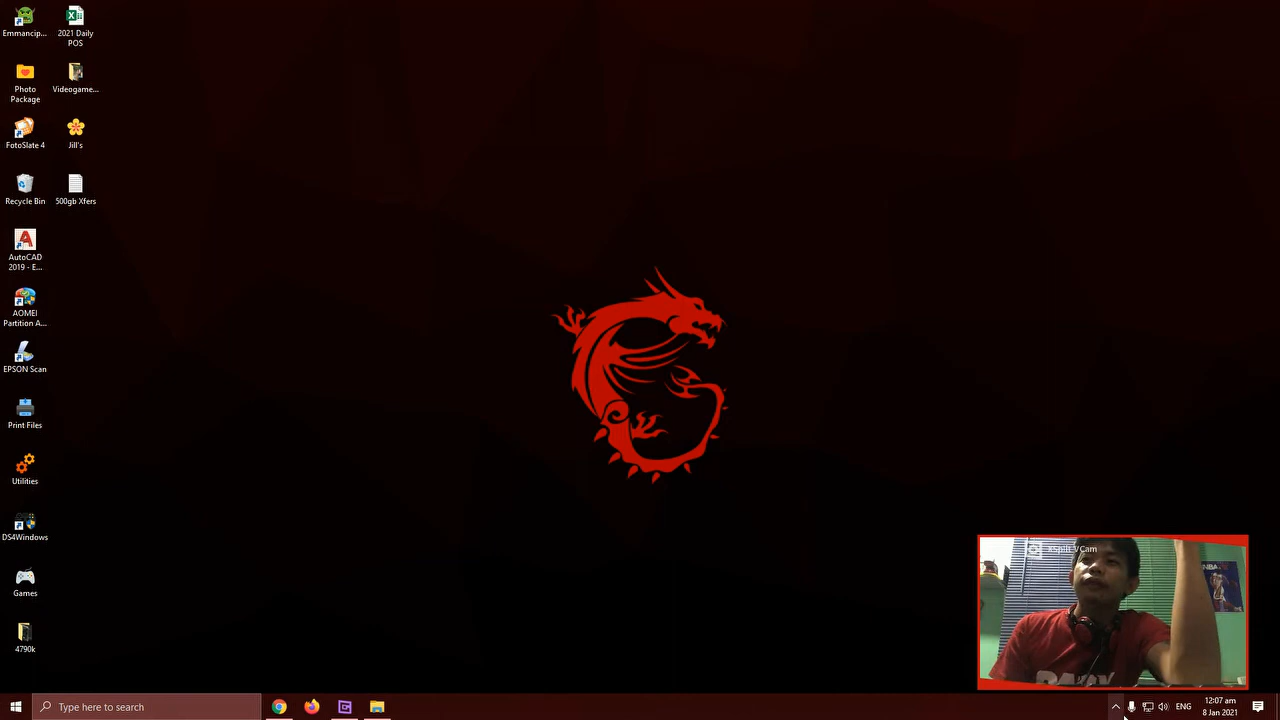 Emmancip...
2021 Daily
POS
Photo
Package
Videogame...
FotoSlate 4
Jill's
Recycle Bin
500gb Xfers
AutoCAD
2019 - E...
AOMEI
Partition A...
EPSON Scan
Print Files
Utilities
DS4Windows
Games
4790k
XSplit VCam
NBA
Type here to search
ENG
12:07 am
8 Jan 2021